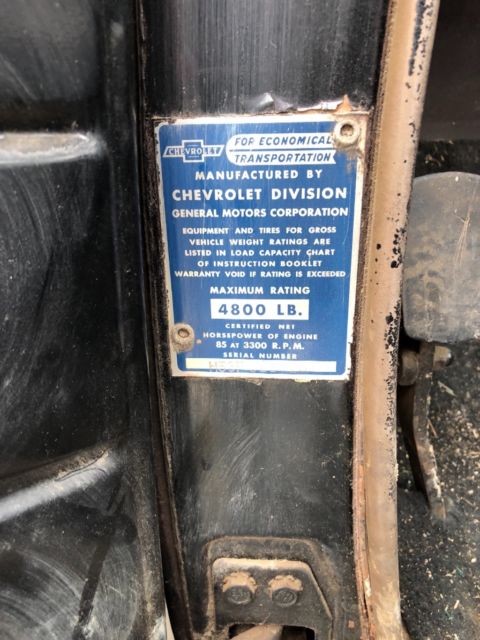 CHEVROLET
FOR ECONOMICAL
TRANSPORTATION
MANUFACTURED BY
CHEVROLET DIVISION
GENERAL MOTORS CORPORATION
EQUIPMENT AND TIRES FOR GROSS
VEHICLE WEIGHT RATINGS ARE
LISTED IN LOAD CAPACITY CHART
OF INSTRUCTION BOOKLET
WARRANTY VOID IF RATING IS EXCEEDED
MAXIMUM RATING
4800 LB.
CERTIFIED NET
HORSEPOWER OF ENGINE
85 AT 3300 R.P.M.
SERIAL NUMBER